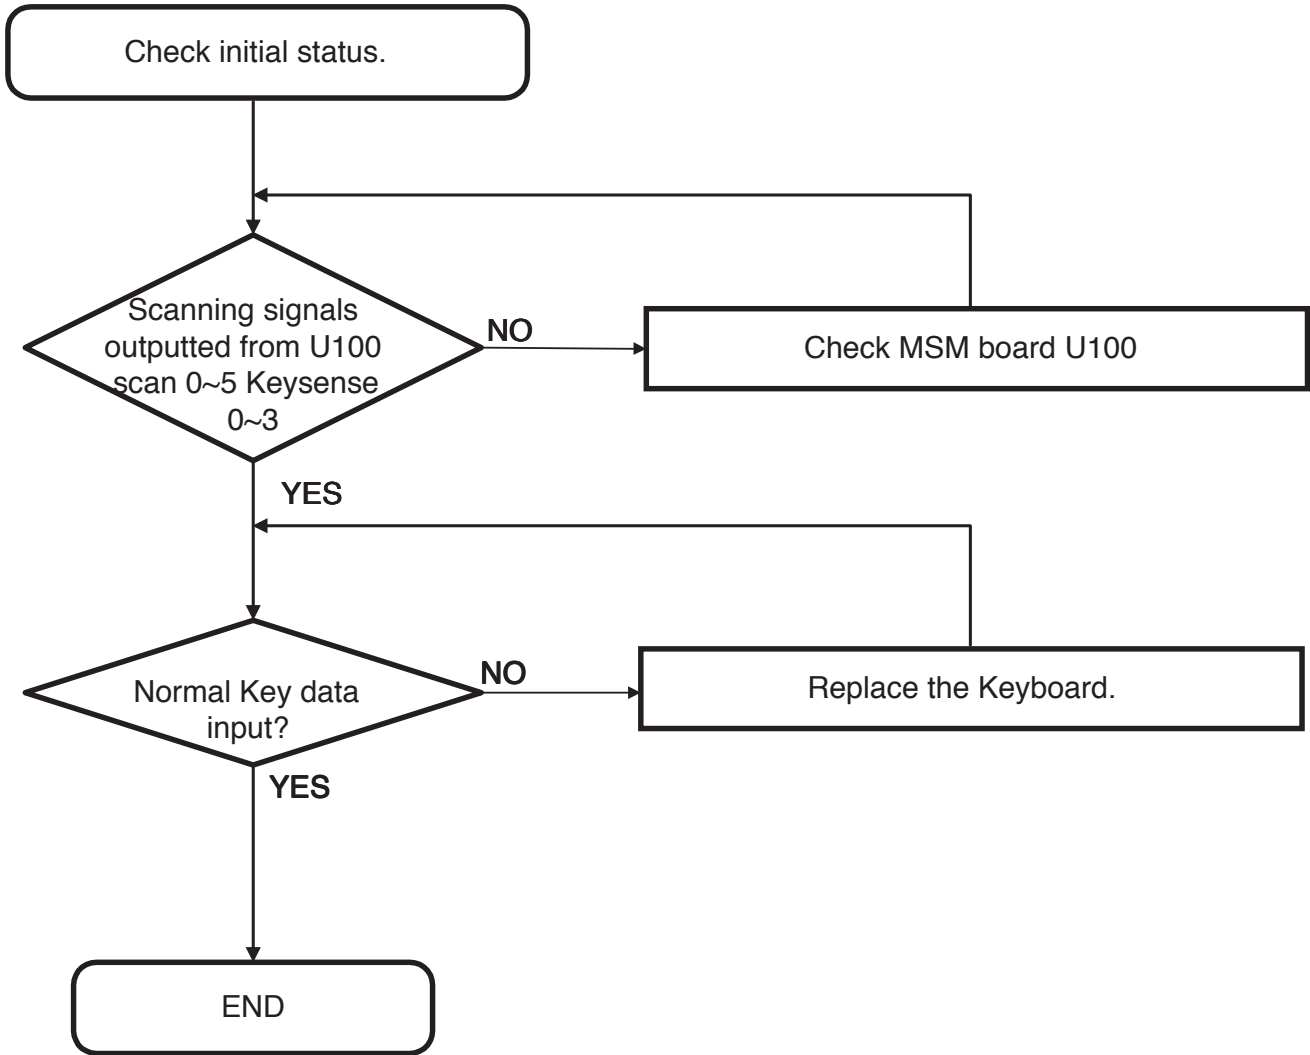 Check initial status.
Scanning signals
outputted from U100
scan 0~5 Keysense
0~3
NO
Check MSM board U100
YES
Normal Key data
input?
NO
Replace the Keyboard.
YES
END